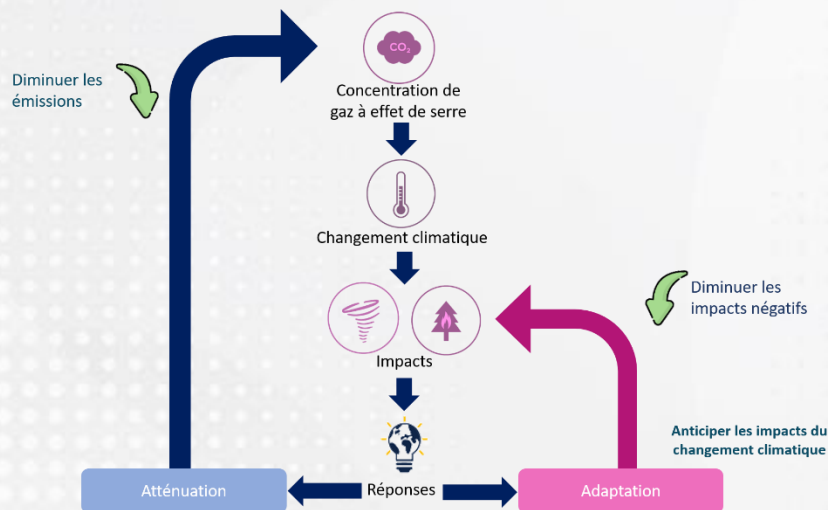 CO₂
Diminuer les
émissions
Concentration de
gaz à effet de serre
Changement climatique
Diminuer les
impacts négatifs
Impacts
Anticiper les impacts du
changement climatique
Atténuation
Réponses
Adaptation